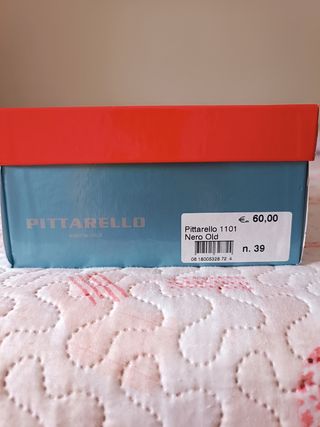 PITTARELLO
€ 60,00
Pittarello 1101
Nero Old
n. 39
08 18005328 72 4